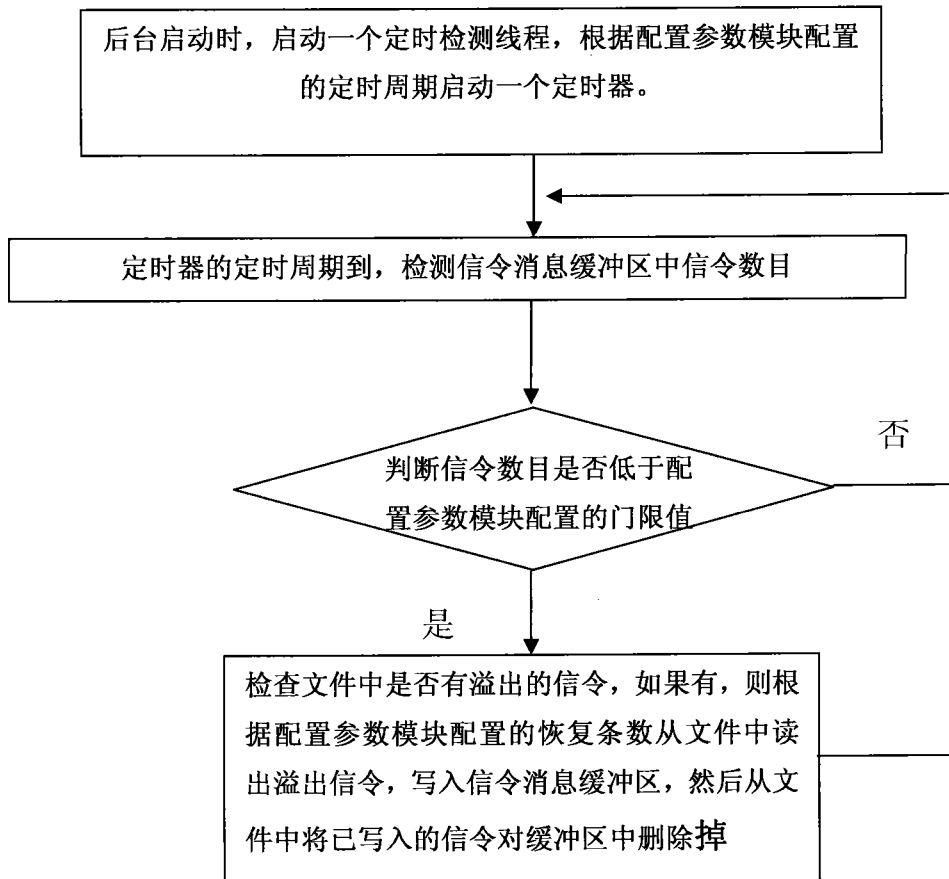 后台启动时，启动一个定时检测线程，根据配置参数模块配置
的定时周期启动一个定时器。
定时器的定时周期到，检测信令消息缓冲区中信令数目
否
判断信令数目是否低于配
置参数模块配置的门限值
是
检查文件中是否有溢出的信令，如果有，则根
据配置参数模块配置的恢复条数从文件中读
出溢出信令，写入信令消息缓冲区，然后从文
件中将已写入的信令对缓冲区中删除掉